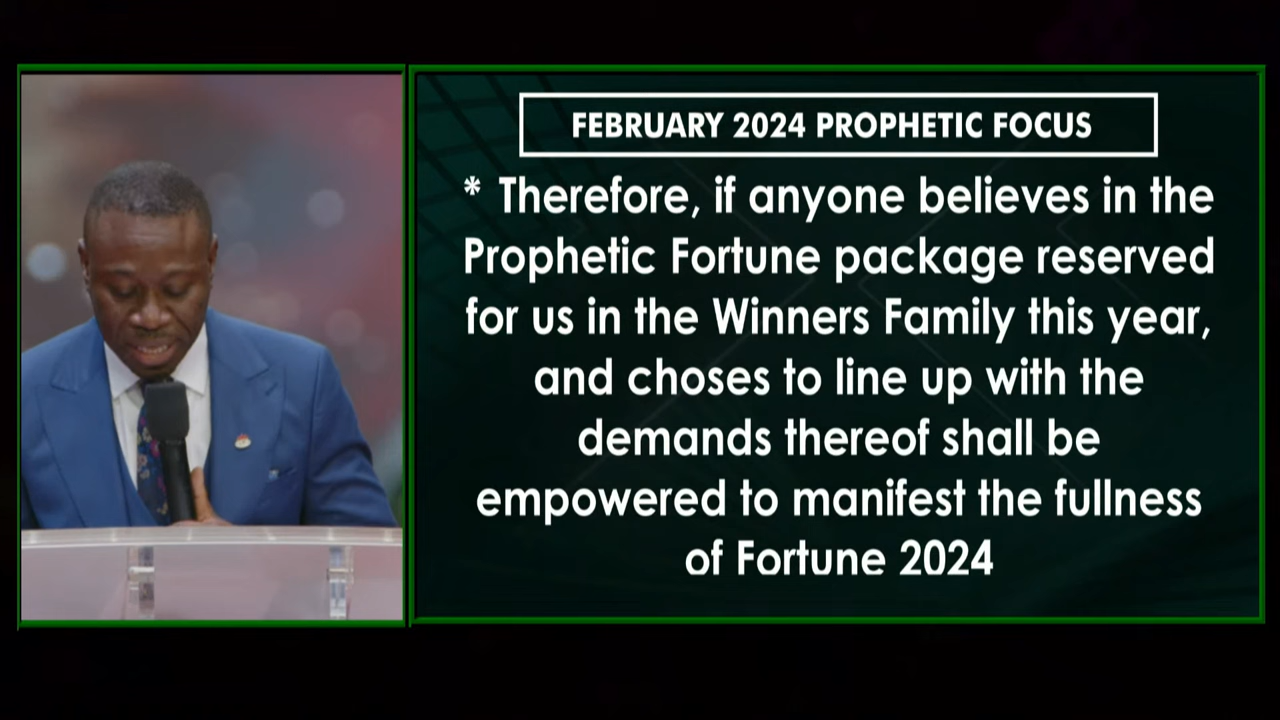 FEBRUARY 2024 PROPHETIC FOCUS
* Therefore, if anyone believes in the
Prophetic Fortune package reserved
for us in the Winners Family this year,
and choses to line up with the
demands thereof shall be
empowered to manifest the fullness
of Fortune 2024